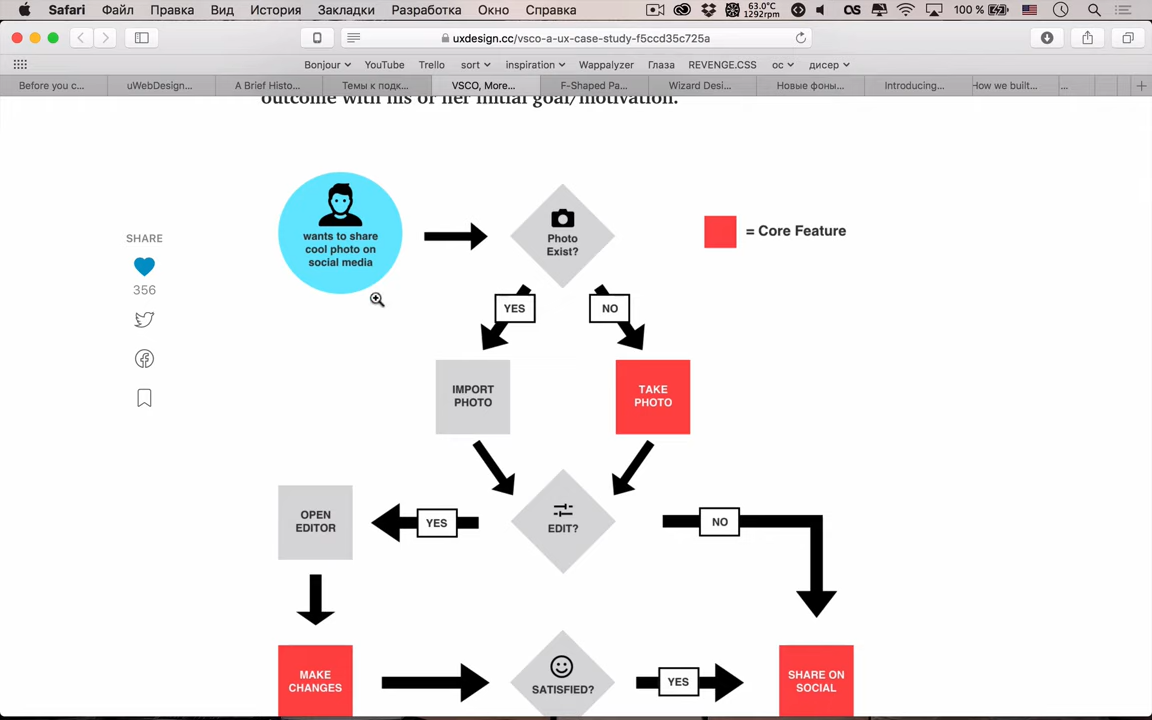 Safari Файл Правка Вид История Закладки Разработка Окно Справка 63.0°C 1292rpm 100 %
uxdesign.cc/vsco-a-ux-case-study-f5ccd35c725a
Bonjour YouTube Trello sort inspiration Wappalyzer Глаза REVENGE.CSS ос дисер
Before you c... uWebDesign... A Brief Histo... Темы к подк... VSCO, More... F-Shaped Pa... Wizard Desi... Новые фоны... Introducing... How we built... ...
outcome with his or her initial goal/motivation.
wants to share
cool photo on
social media
Photo
Exist?
= Core Feature
SHARE
356
YES
NO
IMPORT
PHOTO
TAKE
PHOTO
OPEN
EDITOR
YES
EDIT?
NO
MAKE
CHANGES
SATISFIED?
YES
SHARE ON
SOCIAL